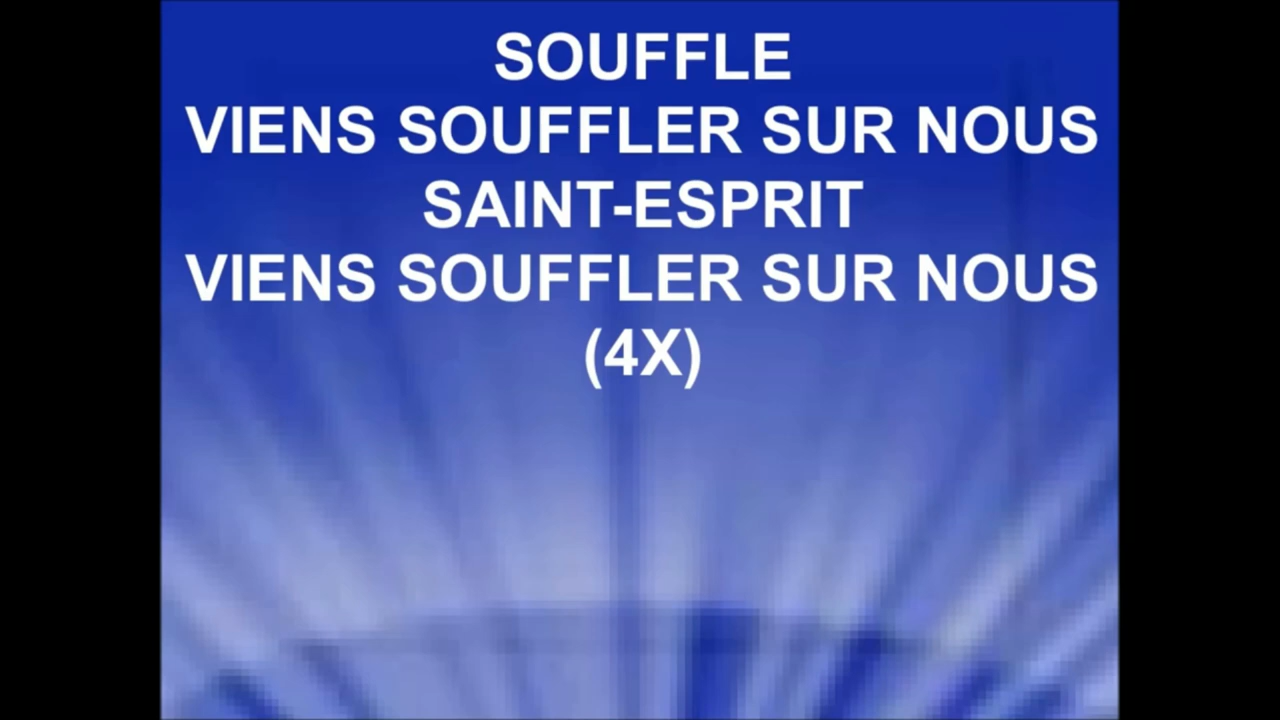 SOUFFLE
VIENS SOUFFLER SUR NOUS
SAINT-ESPRIT
VIENS SOUFFLER SUR NOUS
(4X)